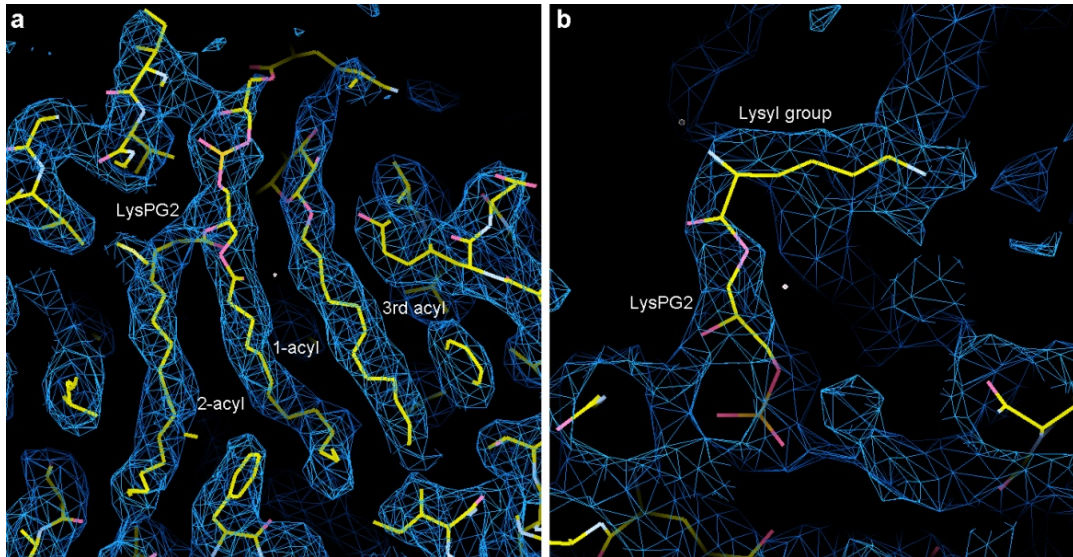 a
LysPG2
3rd acyl
1-acyl
2-acyl
b
Lysyl group
LysPG2